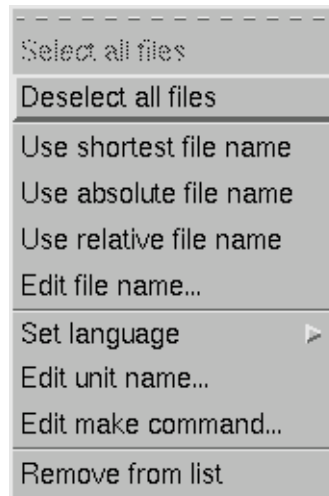 Select all files
Deselect all files
Use shortest file name
Use absolute file name
Use relative file name
Edit file name...
Set language
Edit unit name...
Edit make command...
Remove from list